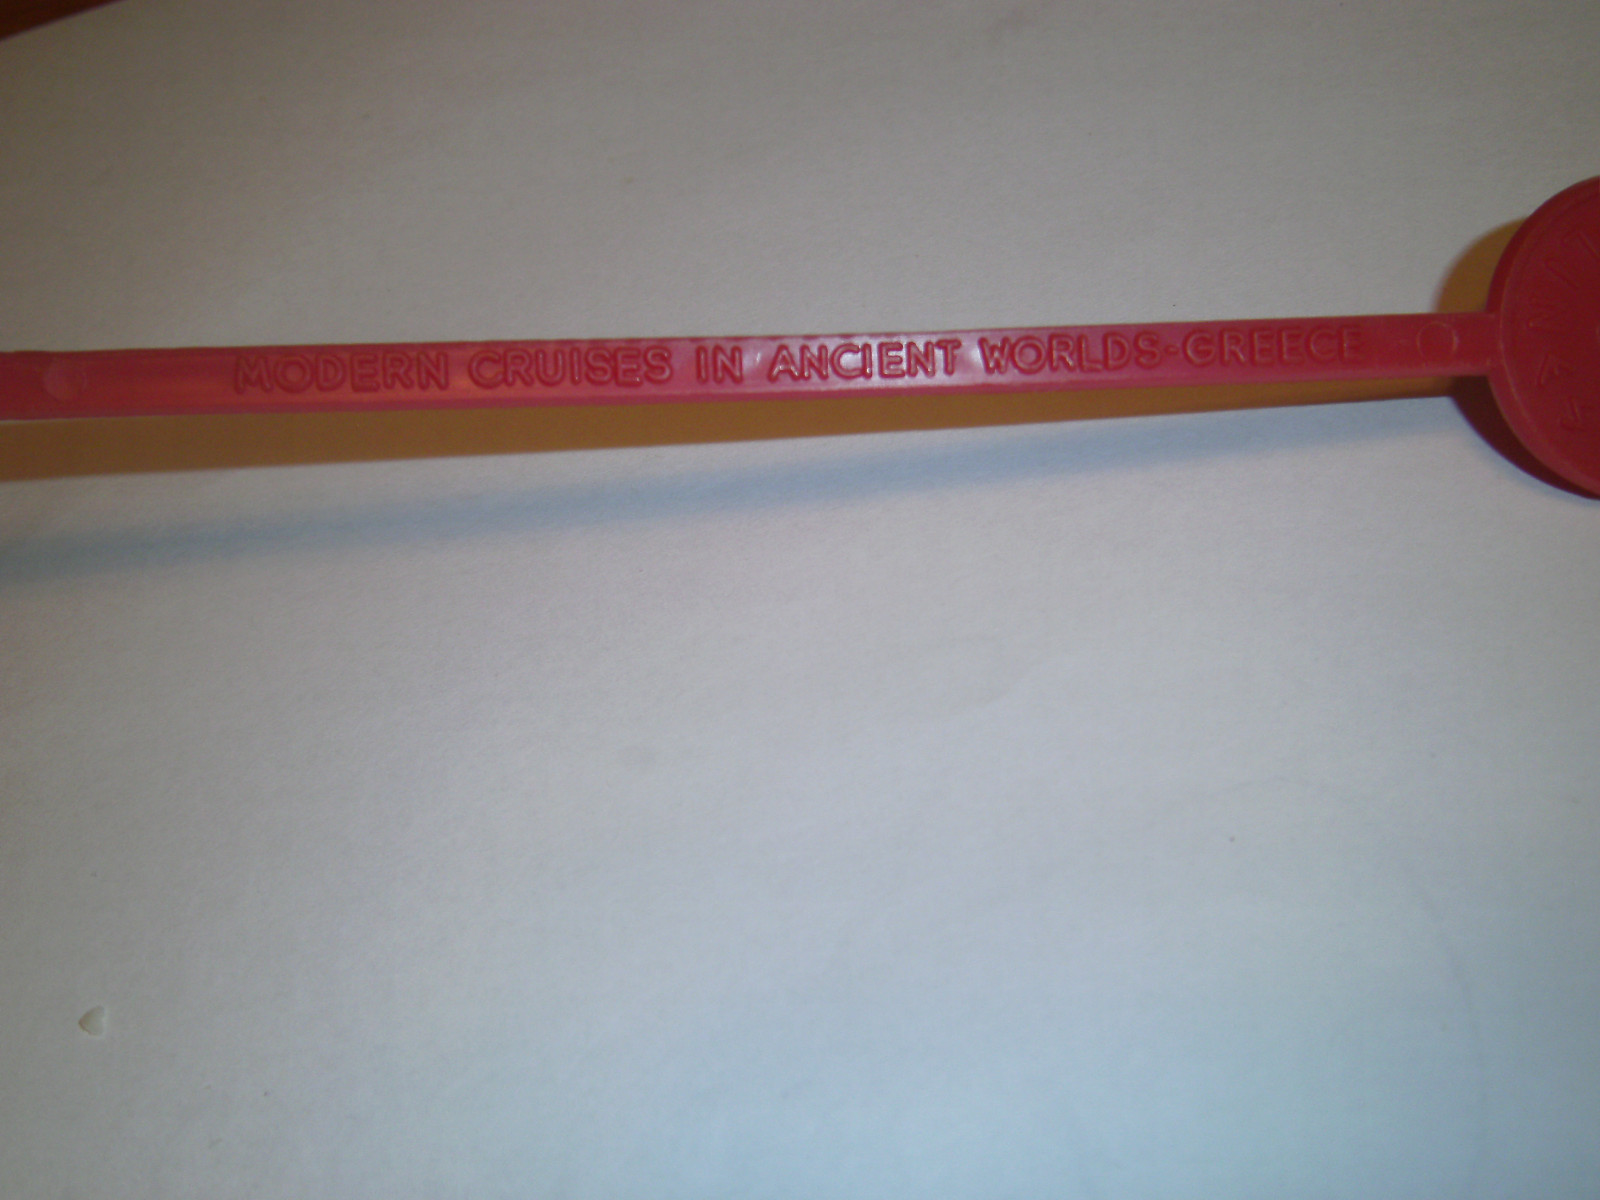 MODERN CRUISES IN ANCIENT WORLDS-GREECE